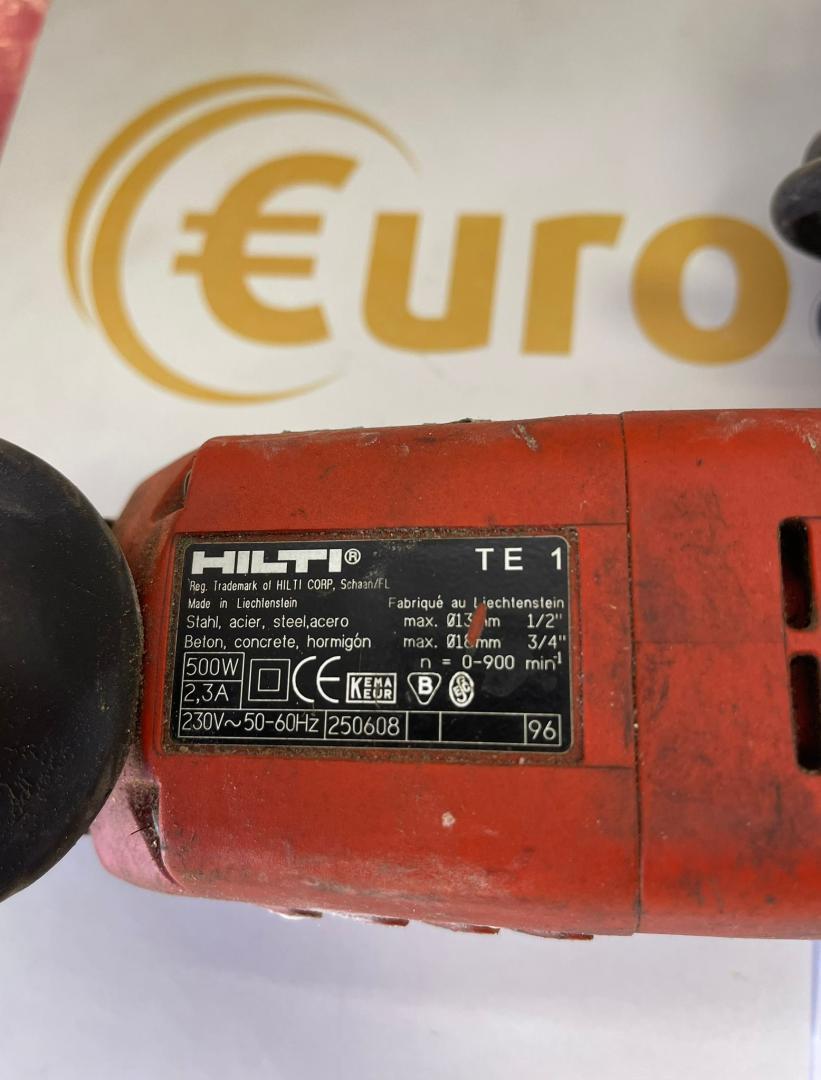 €uro
HILTI® TE 1
Reg. Trademark of HILTI CORP. Schaan/FL
Made in Liechtenstein Fabriqué au Liechtenstein
Stahl, acier, steel,acero max. Ø13mm 1/2"
Beton, concrete, hormigón max. Ø18mm 3/4"
500W n = 0-900 min-1
2,3A CE KEMA KEUR B
230V~50-60Hz 250608 96